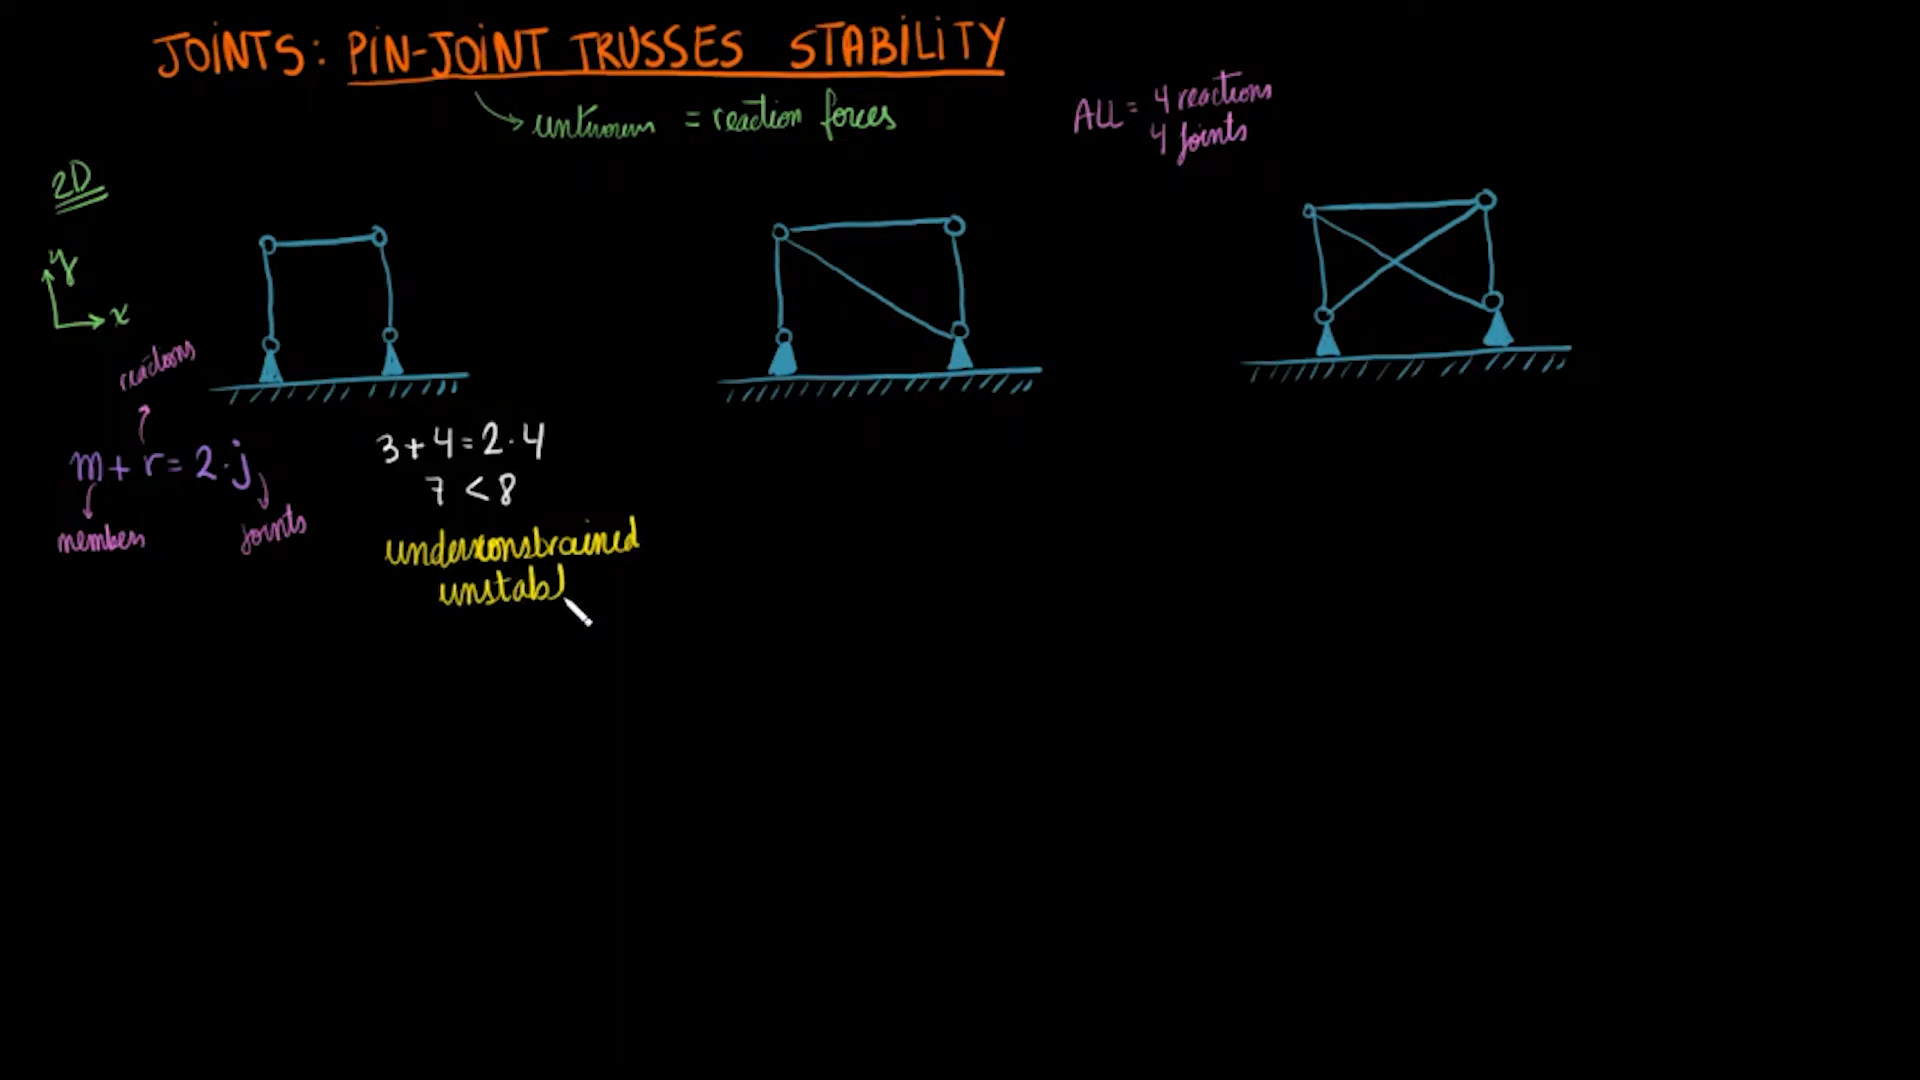 JOINTS: PIN-JOINT TRUSSES STABILITY
= reaction forces
ALL = 4 reactions
4 joints
2D
y
x
reactions
m + r = 2·j
members
joints
3 + 4 = 2·4
7 < 8
underconstrained
unstabl